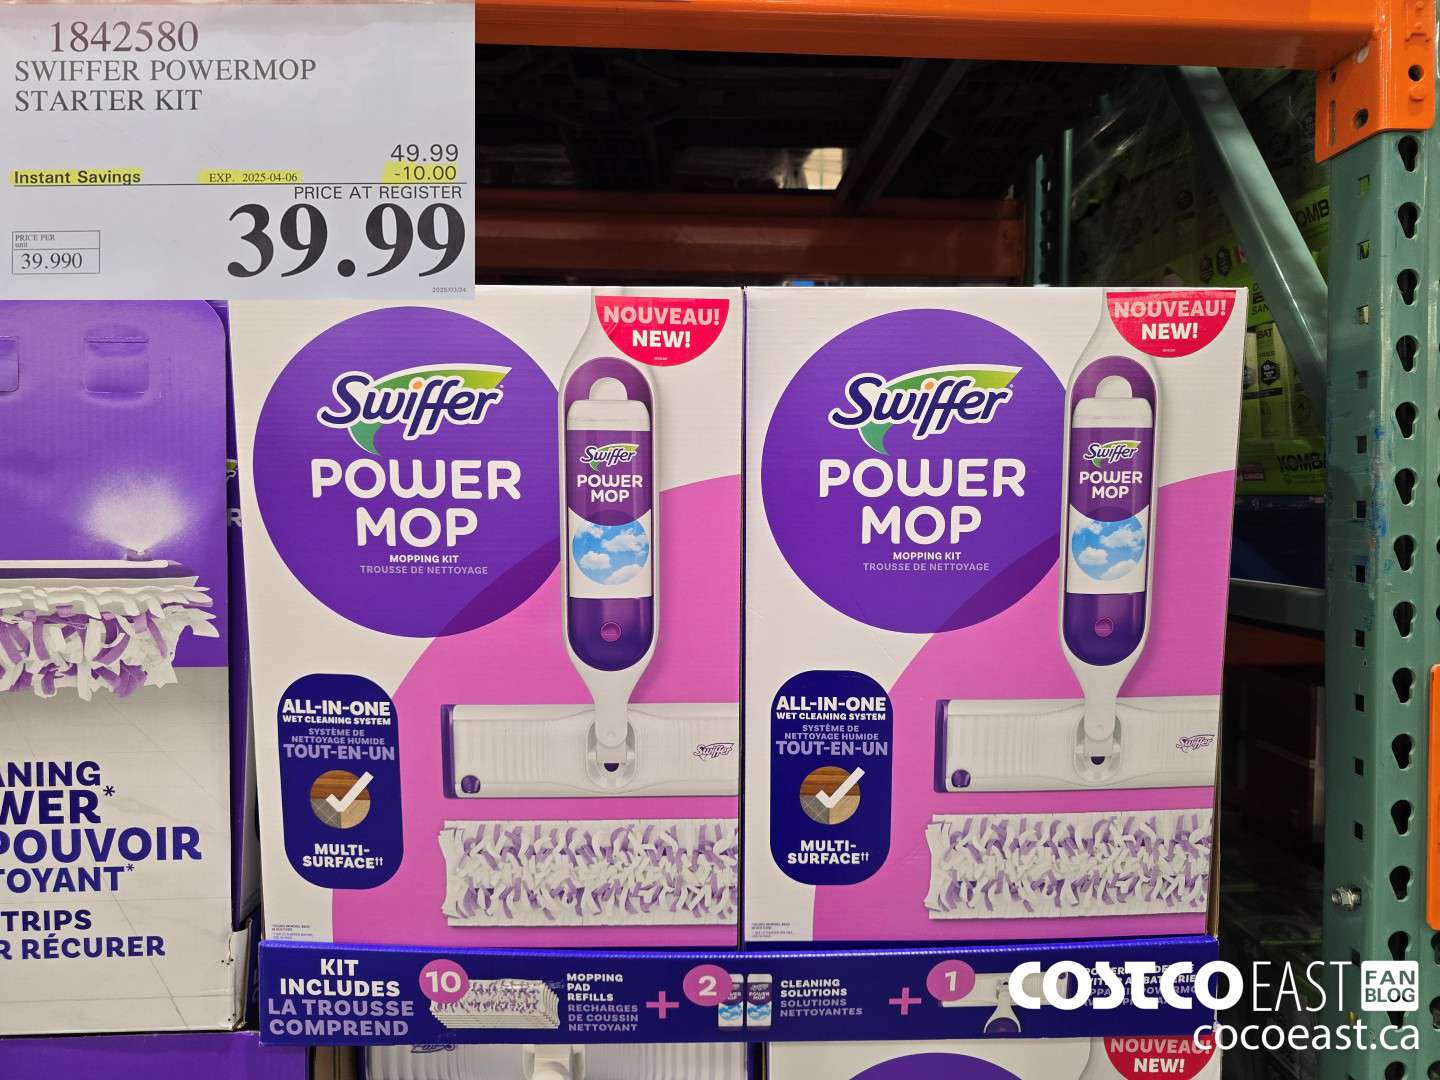 1842580
SWIFFER POWERMOP
STARTER KIT
49.99
Instant Savings EXP. 2025-04-06 -10.00
PRICE AT REGISTER
39.99
PRICE PER
unit
39.990
2025/03/24
NOUVEAU!
NEW!
Swiffer
POWER
MOP
MOPPING KIT
TROUSSE DE NETTOYAGE
Swiffer
POWER
MOP
ALL-IN-ONE
WET CLEANING SYSTEM
SYSTÈME DE
NETTOYAGE HUMIDE
TOUT-EN-UN
MULTI-
SURFACE††
Swiffer
NOUVEAU!
NEW!
Swiffer
POWER
MOP
MOPPING KIT
TROUSSE DE NETTOYAGE
Swiffer
POWER
MOP
ALL-IN-ONE
WET CLEANING SYSTEM
SYSTÈME DE
NETTOYAGE HUMIDE
TOUT-EN-UN
MULTI-
SURFACE††
Swiffer
ANING
WER*
POUVOIR
TOYANT*
TRIPS
R RÉCURER
KIT
INCLUDES
LA TROUSSE
COMPREND
10
MOPPING
PAD
REFILLS
RECHARGES
DE COUSSIN
NETTOYANT
+
2
CLEANING
SOLUTIONS
SOLUTIONS
NETTOYANTES
+
1
COSTCO EAST FAN BLOG
cocoeast.ca
Swiffer
Swiffer
NOUVEAU!
NEW!
KOMB